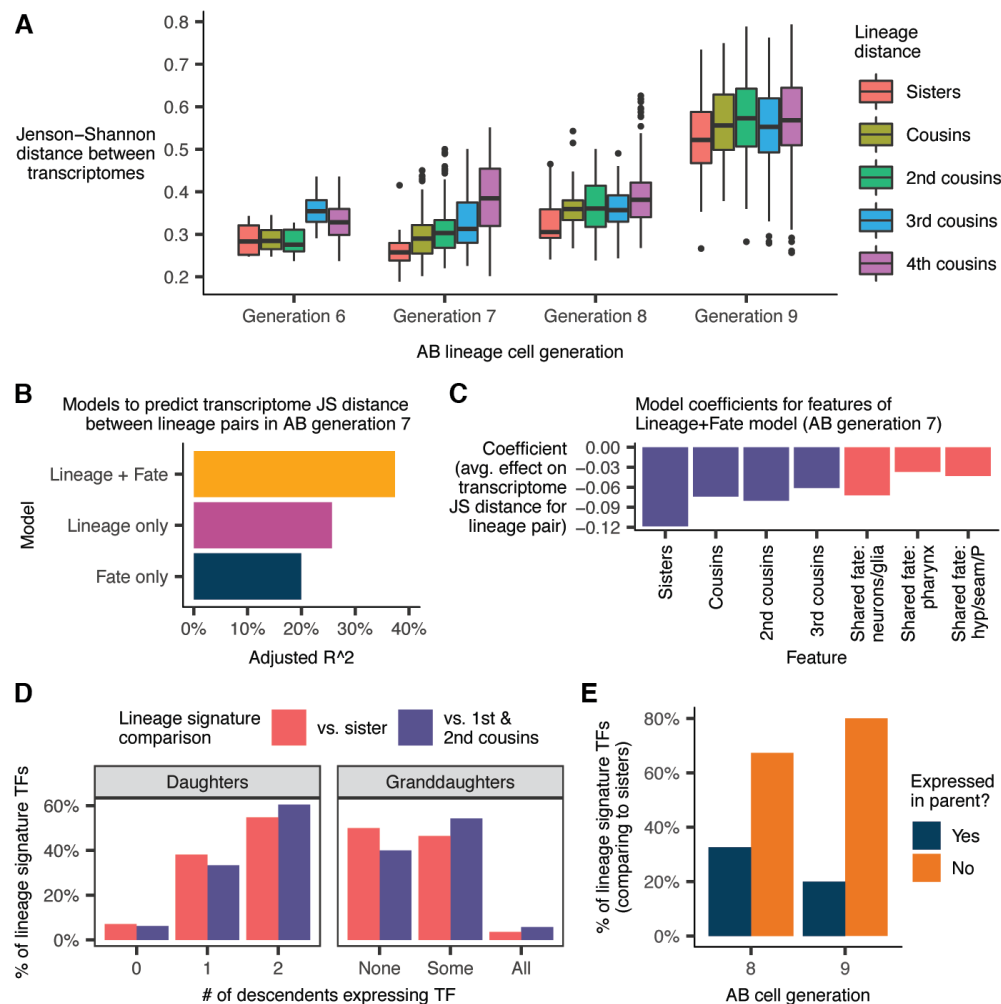 A
Jenson−Shannon
distance between
transcriptomes
0.8
0.7
0.6
0.5
0.4
0.3
0.2
Generation 6
Generation 7
Generation 8
Generation 9
AB lineage cell generation
Lineage
distance
Sisters
Cousins
2nd cousins
3rd cousins
4th cousins
B
Models to predict transcriptome JS distance
between lineage pairs in AB generation 7
Model
Lineage + Fate
Lineage only
Fate only
0%
10%
20%
30%
40%
Adjusted R^2
C
Model coefficients for features of
Lineage+Fate model (AB generation 7)
Coefficient
(avg. effect on
transcriptome
JS distance for
lineage pair)
0.00
−0.03
−0.06
−0.09
−0.12
Sisters
Cousins
2nd cousins
3rd cousins
Shared fate:
neurons/glia
Shared fate:
pharynx
Shared fate:
hyp/seam/P
Feature
D
Lineage signature
comparison
vs. sister
vs. 1st &
2nd cousins
Daughters
Granddaughters
% of lineage signature TFs
60%
40%
20%
0%
0
1
2
None
Some
All
# of descendents expressing TF
E
% of lineage signature TFs
(comparing to sisters)
80%
60%
40%
20%
0%
8
9
AB cell generation
Expressed
in parent?
Yes
No